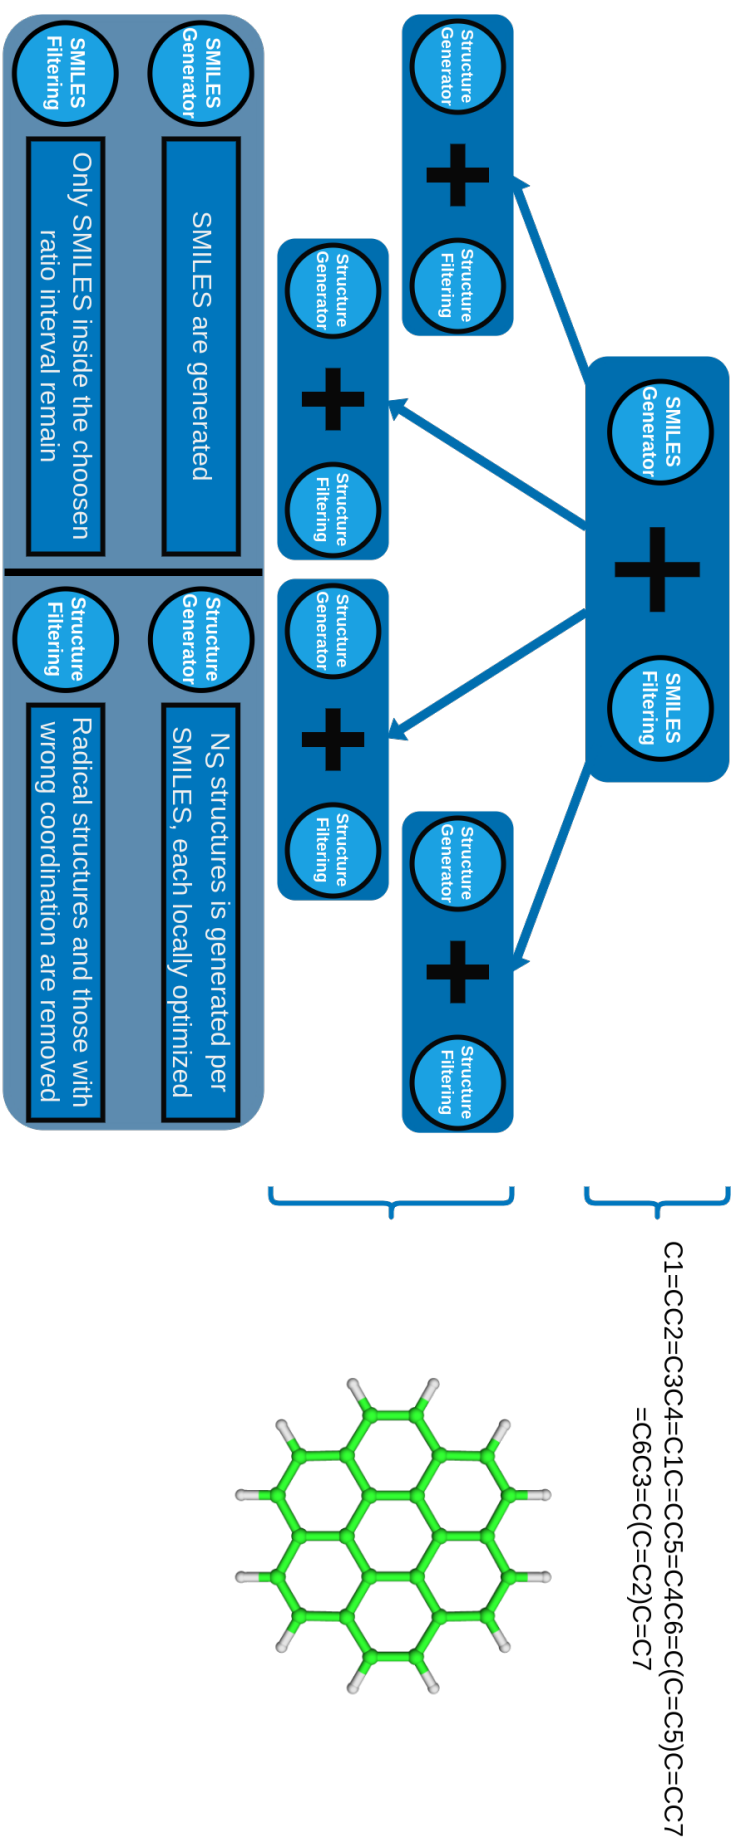 SMILES
Generator
+
SMILES
Filtering
C1=CC2=C3C4=C1C=CC5=C4C6=C(C=C5)C=CC7
=C6C3=C(C=C2)C=C7
Structure
Generator
+
Structure
Filtering
Structure
Generator
+
Structure
Filtering
Structure
Generator
+
Structure
Filtering
Structure
Generator
+
Structure
Filtering
SMILES
Generator
SMILES are generated
SMILES
Filtering
Only SMILES inside the choosen
ratio interval remain
Structure
Generator
NS structures is generated per
SMILES, each locally optimized
Structure
Filtering
Radical structures and those with
wrong coordination are removed